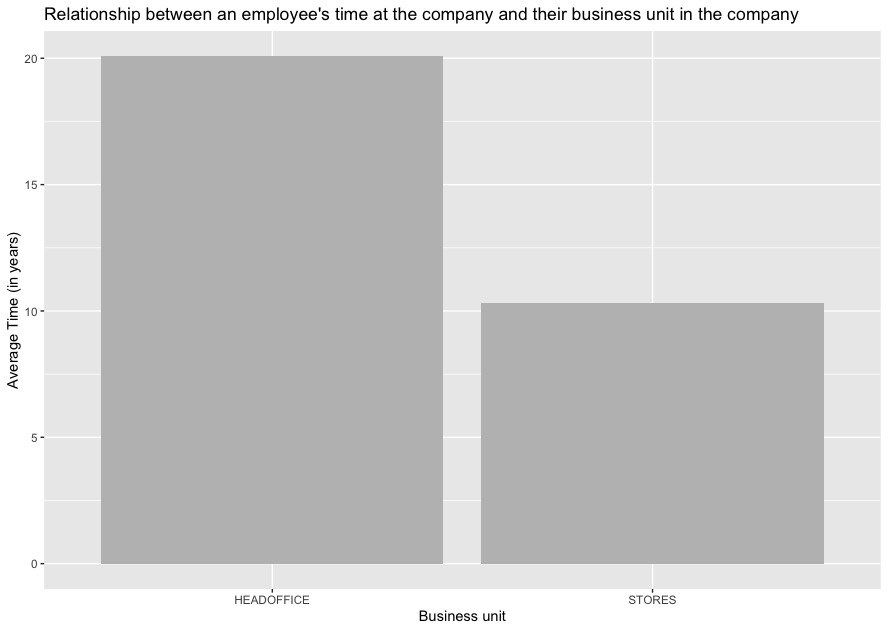 Relationship between an employee's time at the company and their business unit in the company
Average Time (in years)
20
15
10
5
0
HEADOFFICE
STORES
Business unit